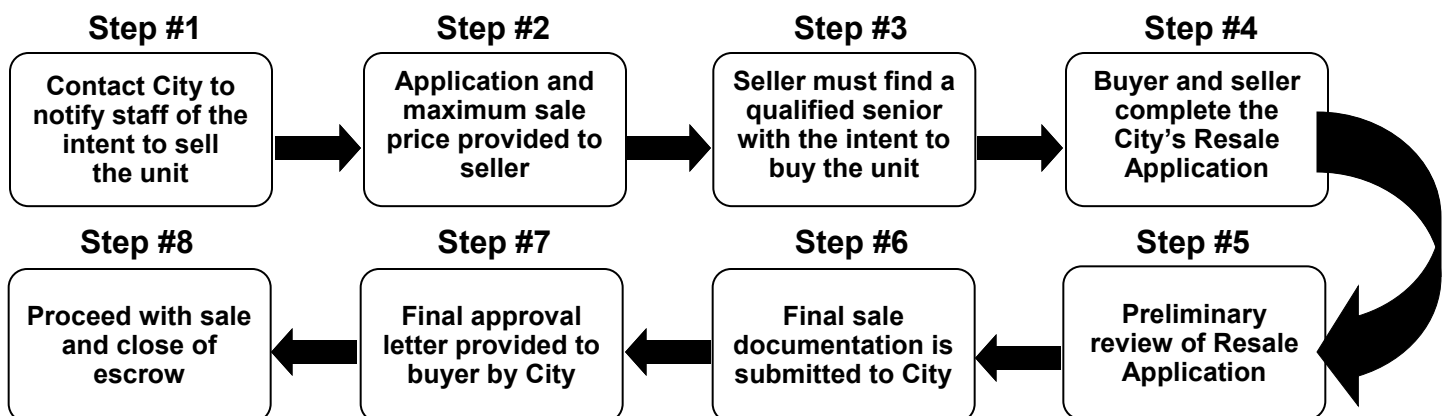 Step #1
Contact City to
notify staff of the
intent to sell
the unit
Step #2
Application and
maximum sale
price provided to
seller
Step #3
Seller must find a
qualified senior
with the intent to
buy the unit
Step #4
Buyer and seller
complete the
City’s Resale
Application
Step #5
Preliminary
review of Resale
Application
Step #6
Final sale
documentation is
submitted to City
Step #7
Final approval
letter provided to
buyer by City
Step #8
Proceed with sale
and close of
escrow